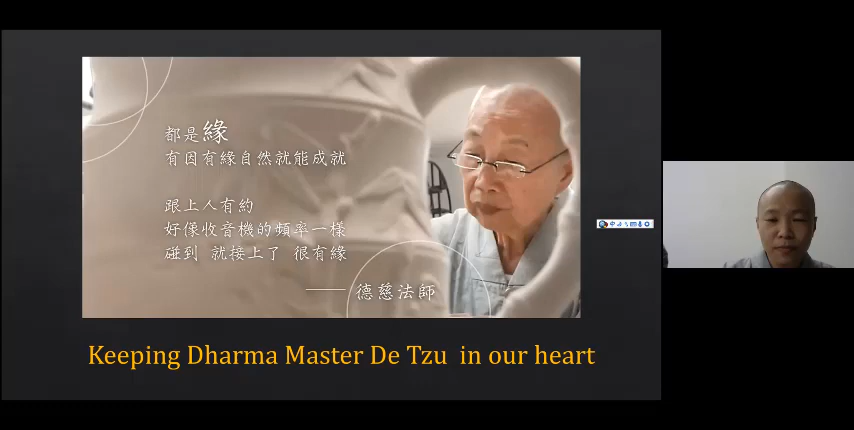 都是緣
有因有緣自然就能成就
跟上人有約
好像收音機的頻率一樣
碰到 就接上了 很有緣
—— 德慈法師
Keeping Dharma Master De Tzu in our heart